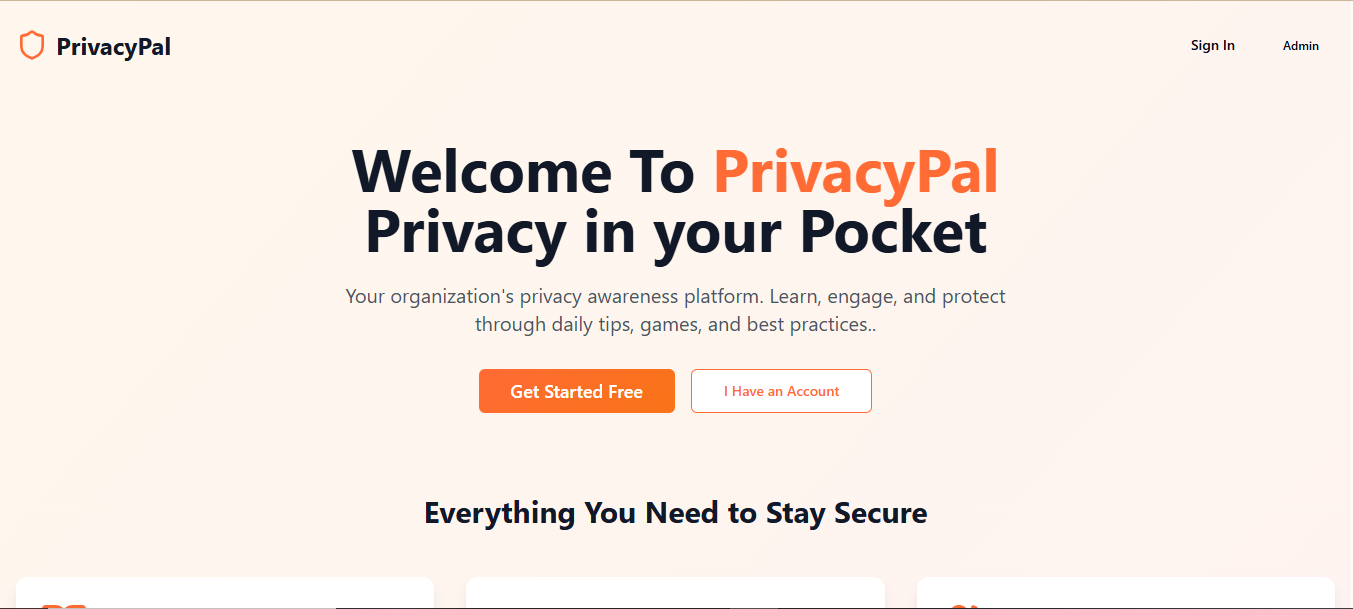 PrivacyPal
Sign In
Admin
Welcome To PrivacyPal
Privacy in your Pocket
Your organization's privacy awareness platform. Learn, engage, and protect
through daily tips, games, and best practices..
Get Started Free
I Have an Account
Everything You Need to Stay Secure